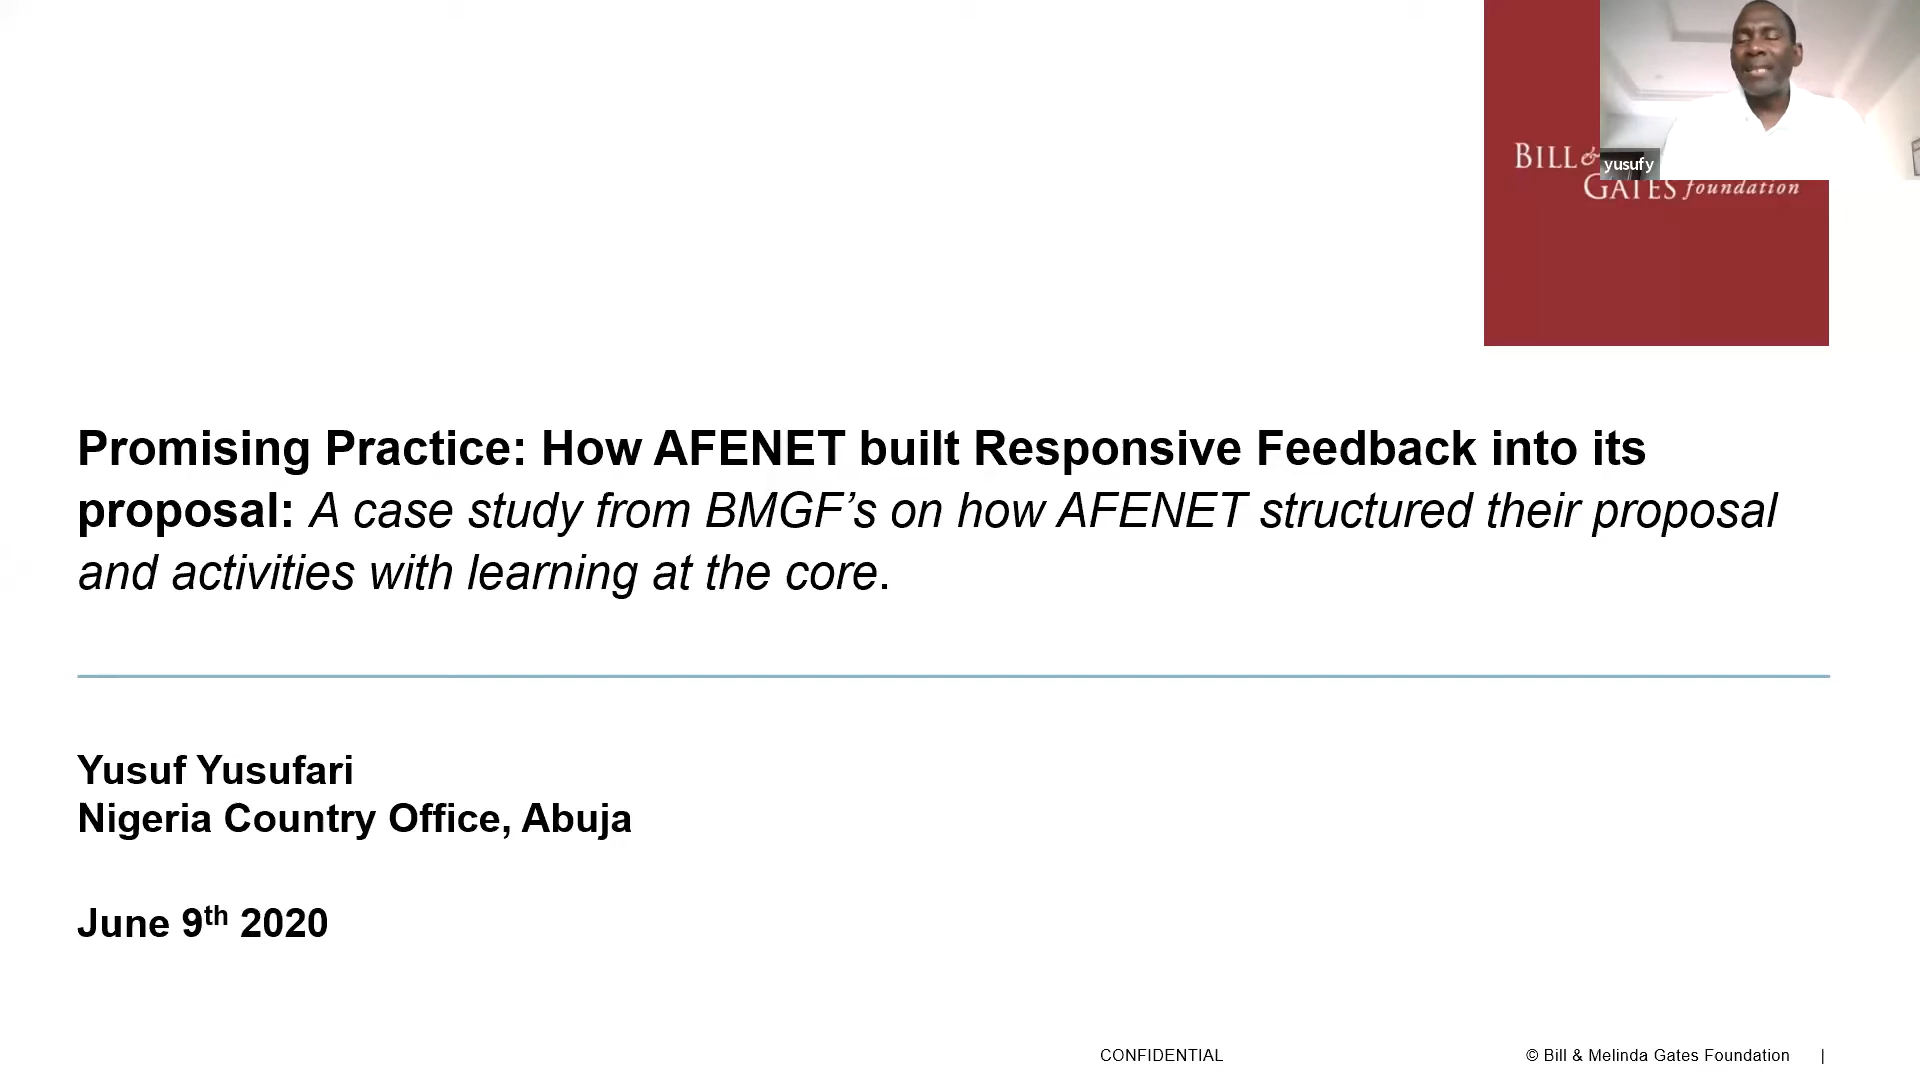 BILL &
yusufy
GATES foundation
Promising Practice: How AFENET built Responsive Feedback into its
proposal: A case study from BMGF’s on how AFENET structured their proposal
and activities with learning at the core.
Yusuf Yusufari
Nigeria Country Office, Abuja
June 9th 2020
CONFIDENTIAL
© Bill & Melinda Gates Foundation |